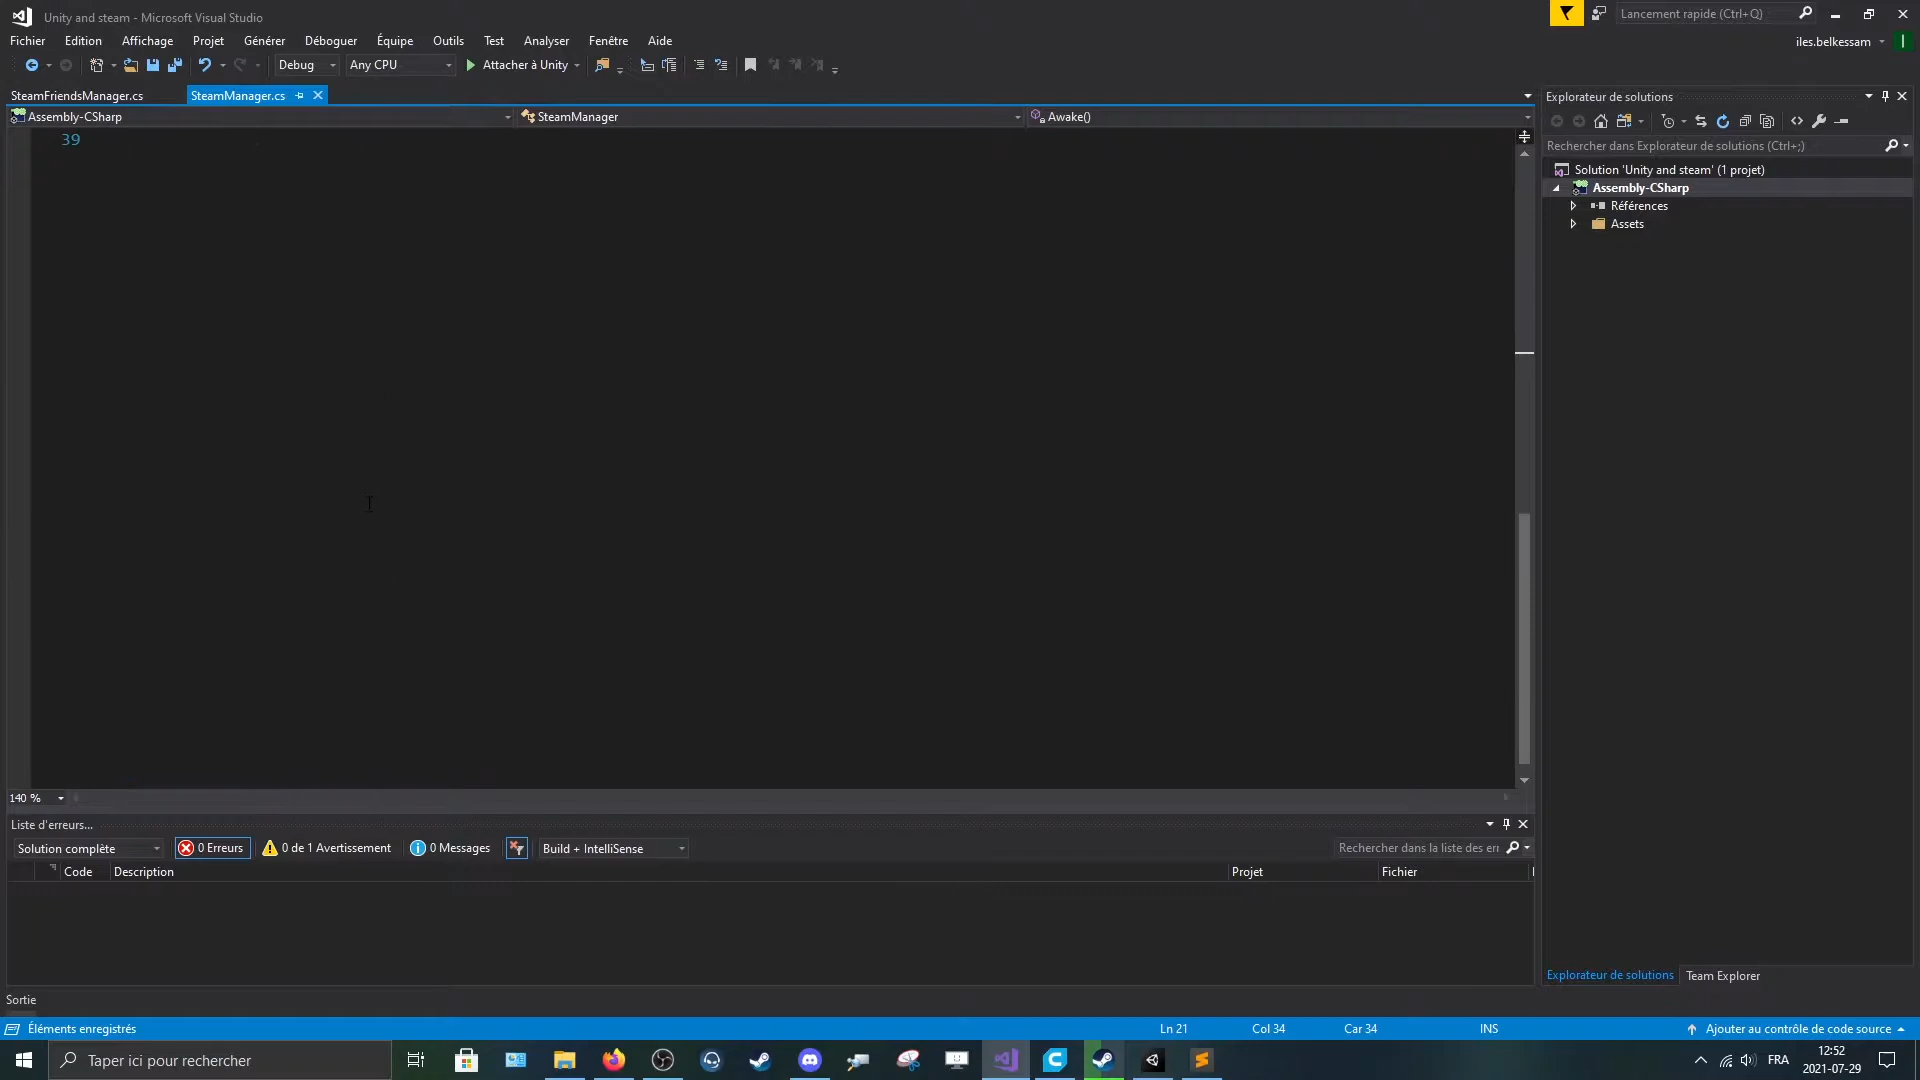 Unity and steam - Microsoft Visual Studio
Lancement rapide (Ctrl+Q)
Fichier Edition Affichage Projet Générer Déboguer Équipe Outils Test Analyser Fenêtre Aide
iles.belkessam
Debug Any CPU Attacher à Unity
SteamFriendsManager.cs SteamManager.cs
Explorateur de solutions
Assembly-CSharp SteamManager Awake()
39
Rechercher dans Explorateur de solutions (Ctrl+;)
Solution 'Unity and steam' (1 projet)
Assembly-CSharp
Références
Assets
140 %
Liste d'erreurs...
Solution complète 0 Erreurs 0 de 1 Avertissement 0 Messages Build + IntelliSense
Rechercher dans la liste des err
Code Description Projet Fichier
Explorateur de solutions Team Explorer
Sortie
Éléments enregistrés Ln 21 Col 34 Car 34 INS Ajouter au contrôle de code source
Taper ici pour rechercher
FRA
12:52
2021-07-29